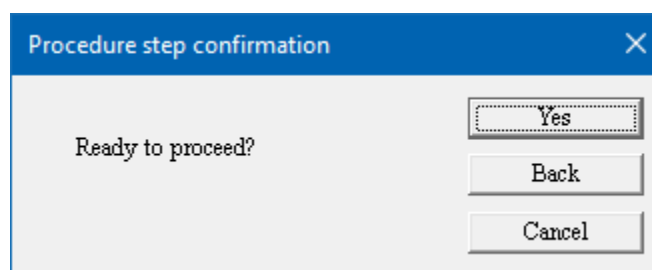 Procedure step confirmation
Ready to proceed?
Yes
Back
Cancel